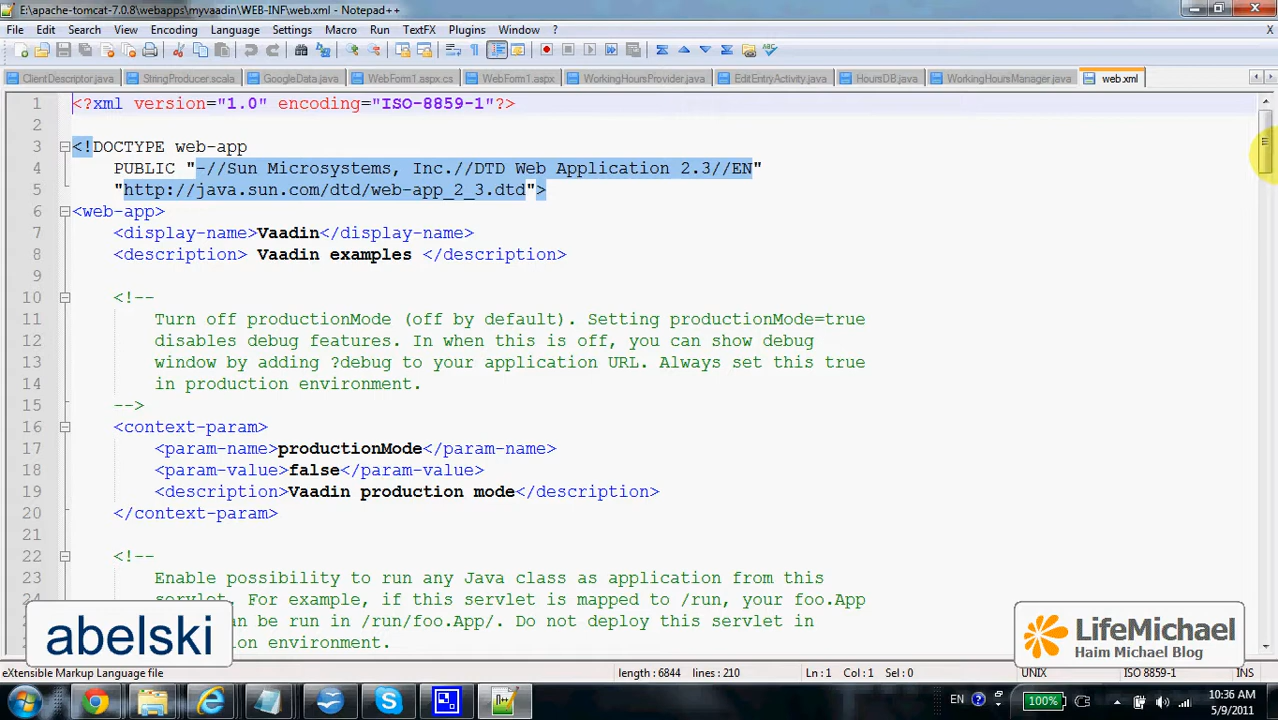 E:\apache-tomcat-7.0.8\webapps\myvaadin\WEB-INF\web.xml - Notepad++
File Edit Search View Encoding Language Settings Macro Run TextFX Plugins Window ? X
ClientDescriptor.java StringProducer.scala GoogleData.java WebForm1.aspx.cs WebForm1.aspx WorkingHoursProvider.java EditEntryActivity.java HoursDB.java WorkingHoursManager.java web.xml
1 <?xml version="1.0" encoding="ISO-8859-1"?>
2
3 <!DOCTYPE web-app
4 PUBLIC "-//Sun Microsystems, Inc.//DTD Web Application 2.3//EN"
5 "http://java.sun.com/dtd/web-app_2_3.dtd">
6 <web-app>
7 <display-name>Vaadin</display-name>
8 <description> Vaadin examples </description>
9
10 <!--
11 Turn off productionMode (off by default). Setting productionMode=true
12 disables debug features. In when this is off, you can show debug
13 window by adding ?debug to your application URL. Always set this true
14 in production environment.
15 -->
16 <context-param>
17 <param-name>productionMode</param-name>
18 <param-value>false</param-value>
19 <description>Vaadin production mode</description>
20 </context-param>
21
22 <!--
23 Enable possibility to run any Java class as application from this
24 servlet. For example, if this servlet is mapped to /run, your foo.App
an be run in /run/foo.App/. Do not deploy this servlet in
ion environment.
abelski
LifeMichael
Haim Michael Blog
eXtensible Markup Language file length : 6844 lines : 210 Ln : 1 Col : 1 Sel : 0 UNIX ISO 8859-1 INS
EN 100% 10:36 AM
5/9/2011